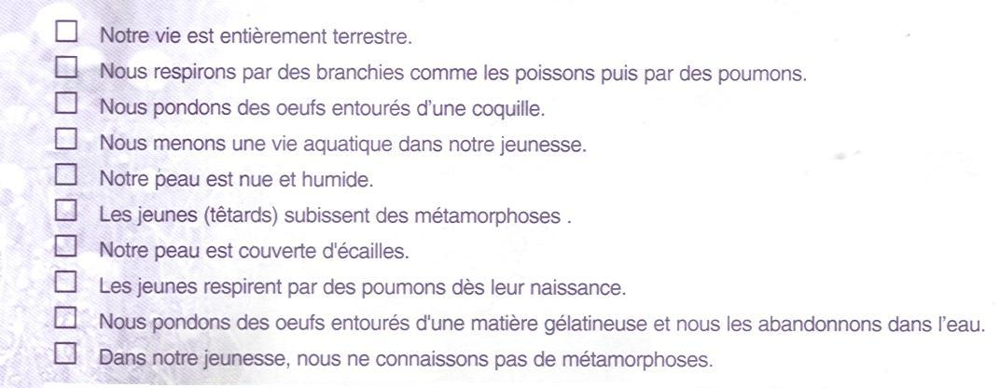 Notre vie est entièrement terrestre.
Nous respirons par des branchies comme les poissons puis par des poumons.
Nous pondons des oeufs entourés d'une coquille.
Nous menons une vie aquatique dans notre jeunesse.
Notre peau est nue et humide.
Les jeunes (têtards) subissent des métamorphoses .
Notre peau est couverte d'écailles.
Les jeunes respirent par des poumons dès leur naissance.
Nous pondons des oeufs entourés d'une matière gélatineuse et nous les abandonnons dans l'eau.
Dans notre jeunesse, nous ne connaissons pas de métamorphoses.